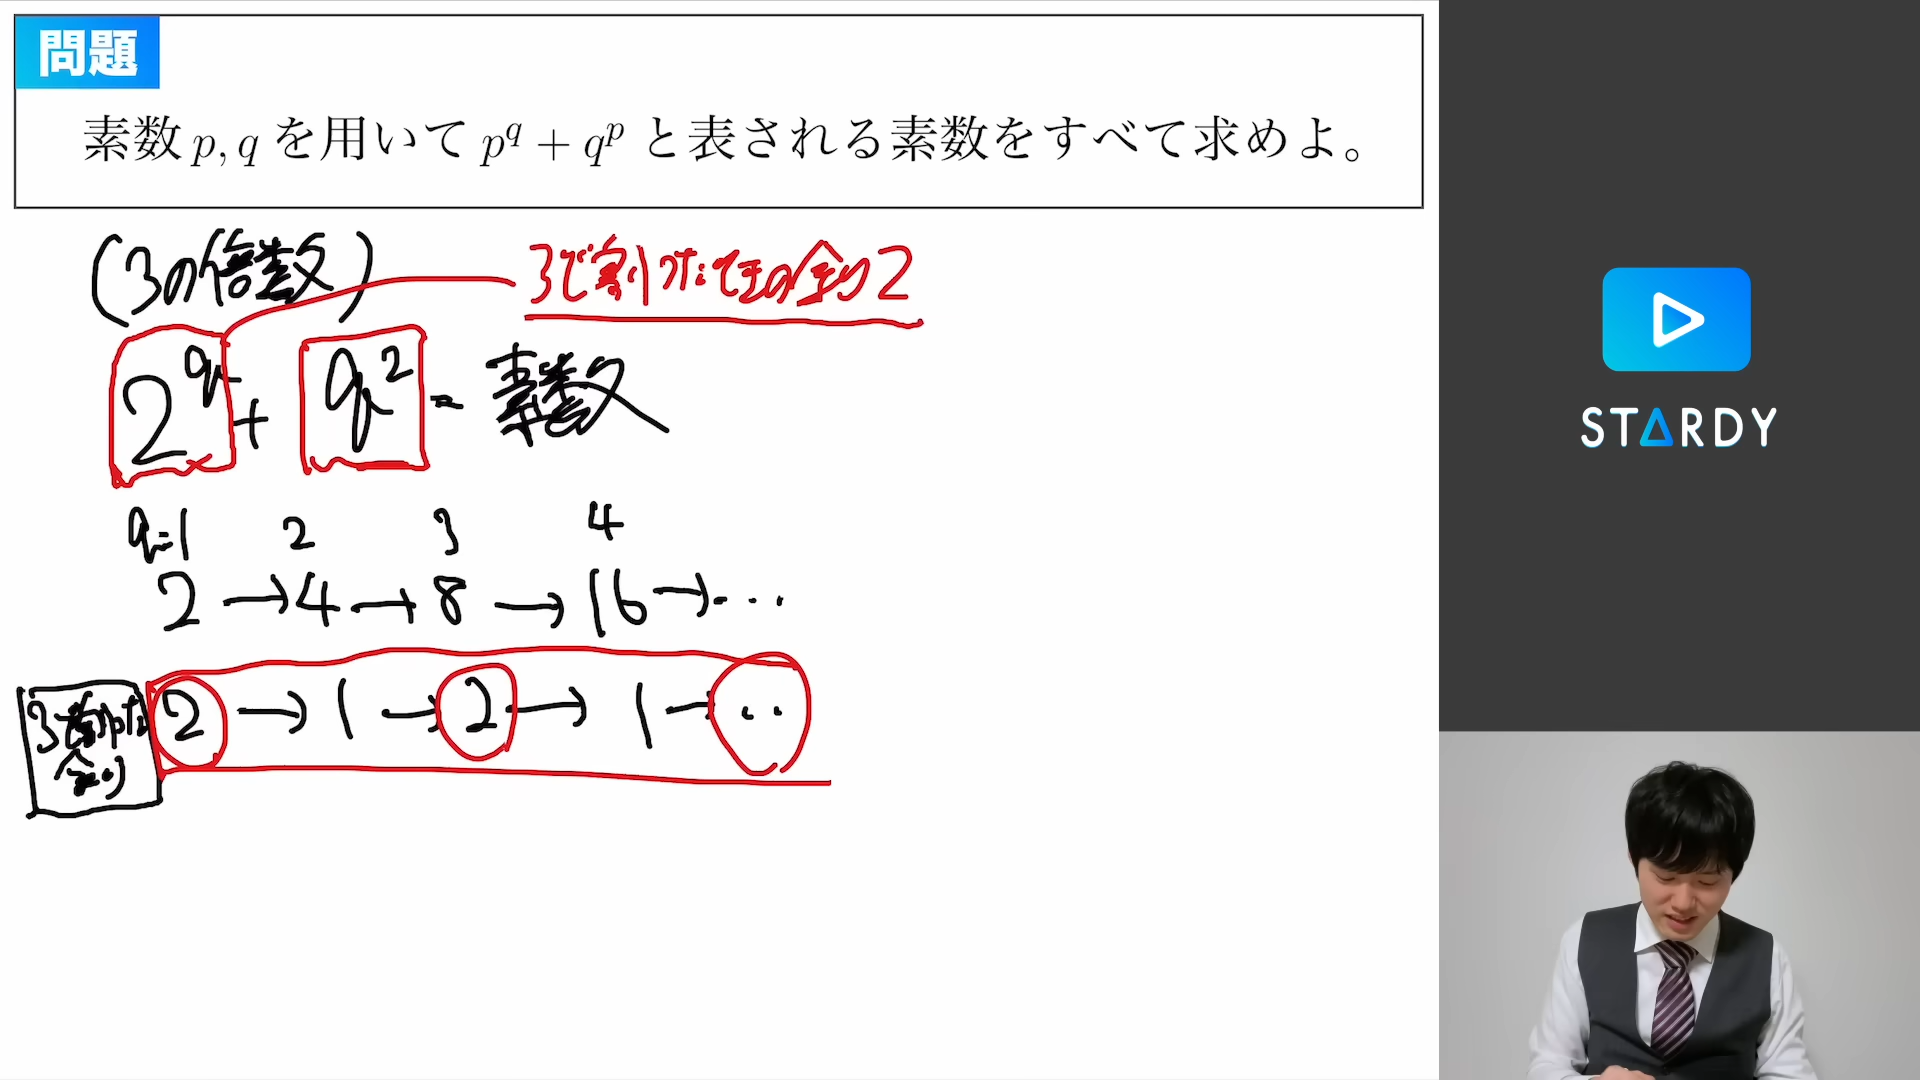 問題
素数 p, q を用いて p^q + q^p と表される素数をすべて求めよ。
(3の倍数)
3で割ったときの余り2
2^q + q^2 = 素数
q=1 2 3 4
2 → 4 → 8 → 16 → ...
3で割った
余り
2 → 1 → 2 → 1 → ..
STARDY